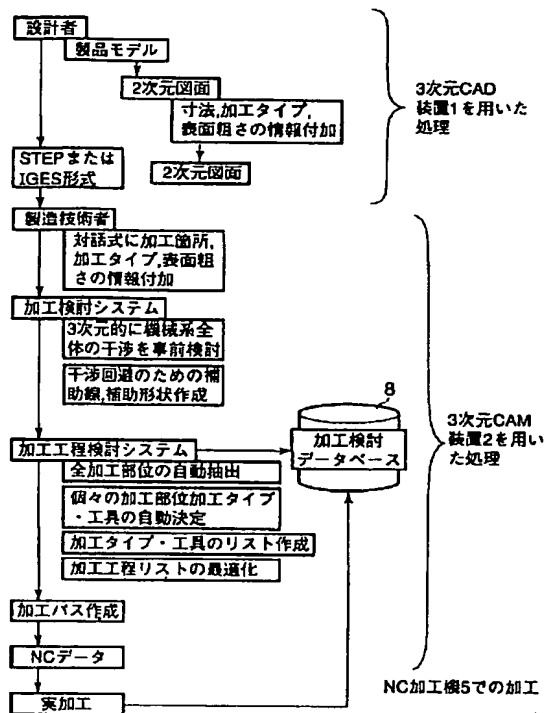 設計者
製品モデル
2次元図面
寸法,加工タイプ,
表面粗さの情報付加
2次元図面
STEPまたは
IGES形式
3次元CAD
装置1を用いた
処理
製造技術者
対話式に加工箇所,
加工タイプ,表面粗
さの情報付加
加工検討システム
3次元的に機械系全
体の干渉を事前検討
干渉回避のための補
助線,補助形状作成
加工工程検討システム
全加工部位の自動抽出
個々の加工部位加工タイプ
・工具の自動決定
加工タイプ・工具のリスト作成
加工工程リストの最適化
8
加工検討
データベース
3次元CAM
装置2を用い
た処理
加工パス作成
NCデータ
実加工
NC加工機5での加工